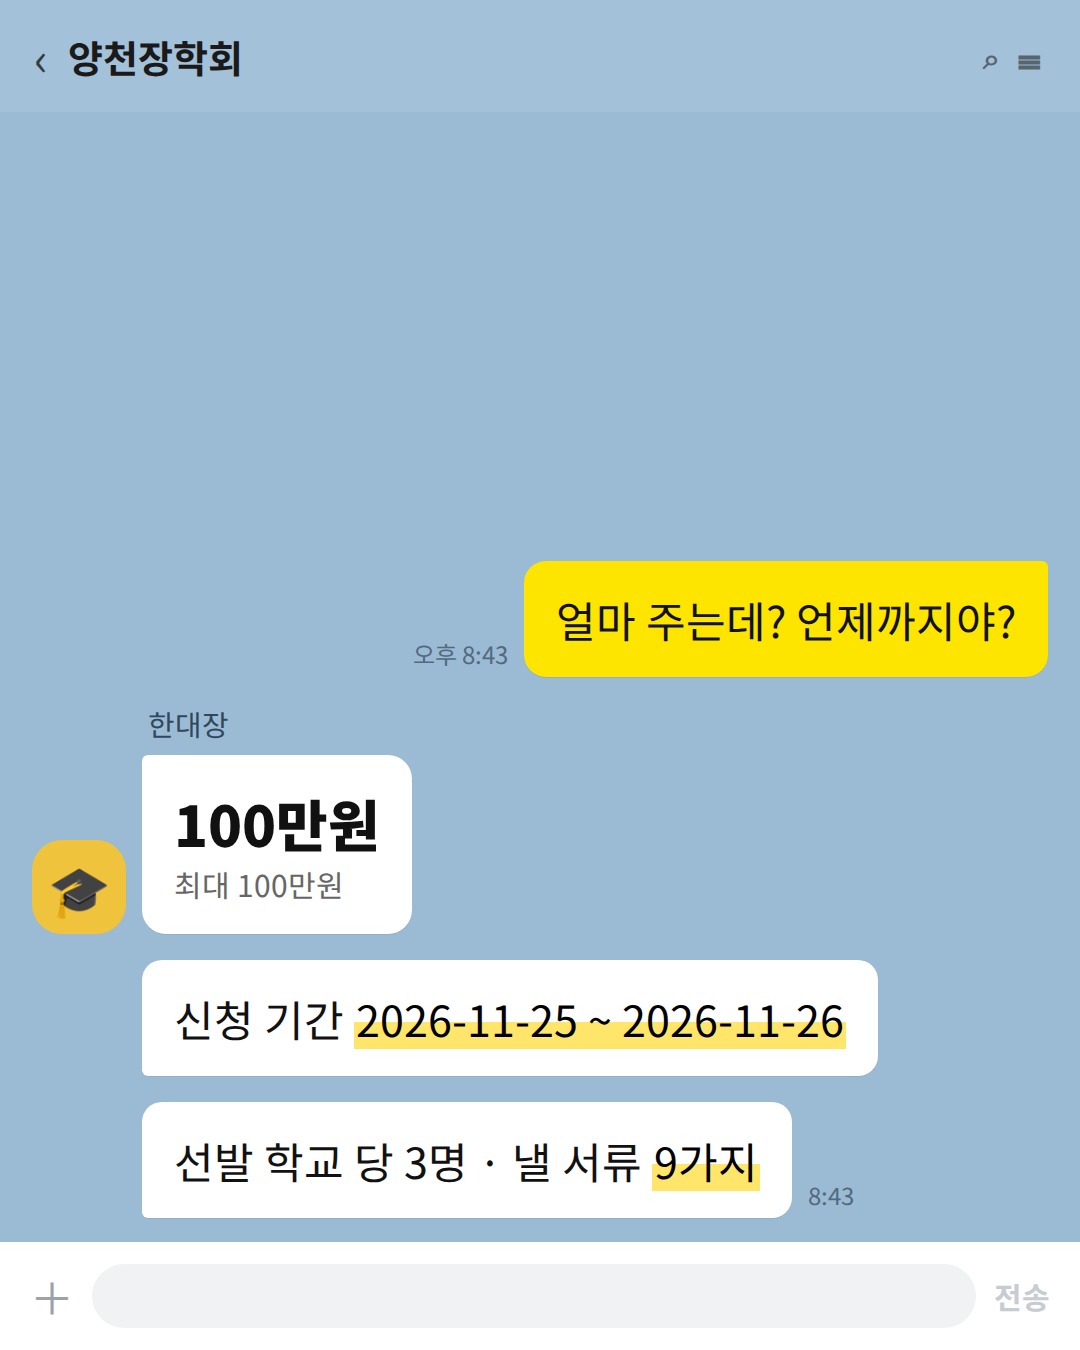 양천장학회
얼마 주는데? 언제까지야?
오후 8:43
한대장
100만원
최대 100만원
신청 기간 2026-11-25 ~ 2026-11-26
선발 학교 당 3명 · 낼 서류 9가지
8:43
전송